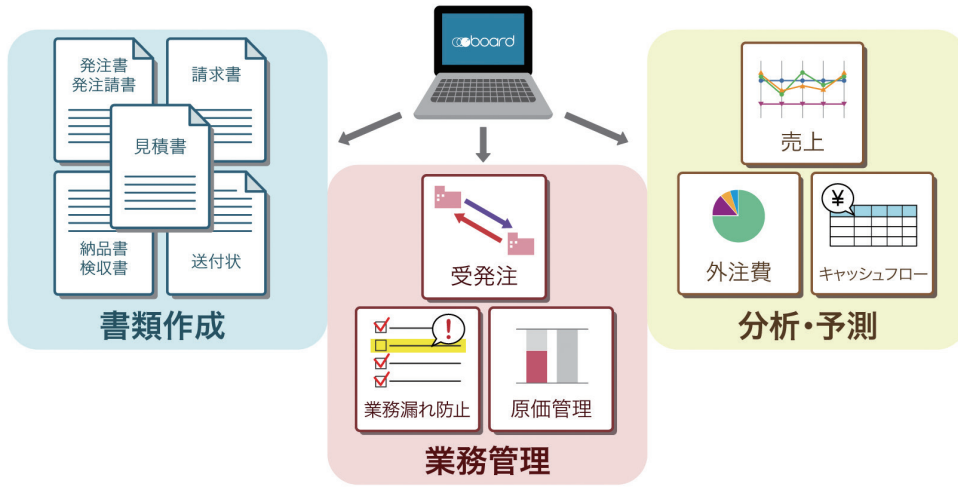 board
発注書
発注請書
請求書
見積書
納品書
検収書
送付状
書類作成
受発注
!
業務漏れ防止
原価管理
業務管理
売上
外注費
¥
キャッシュフロー
分析・予測